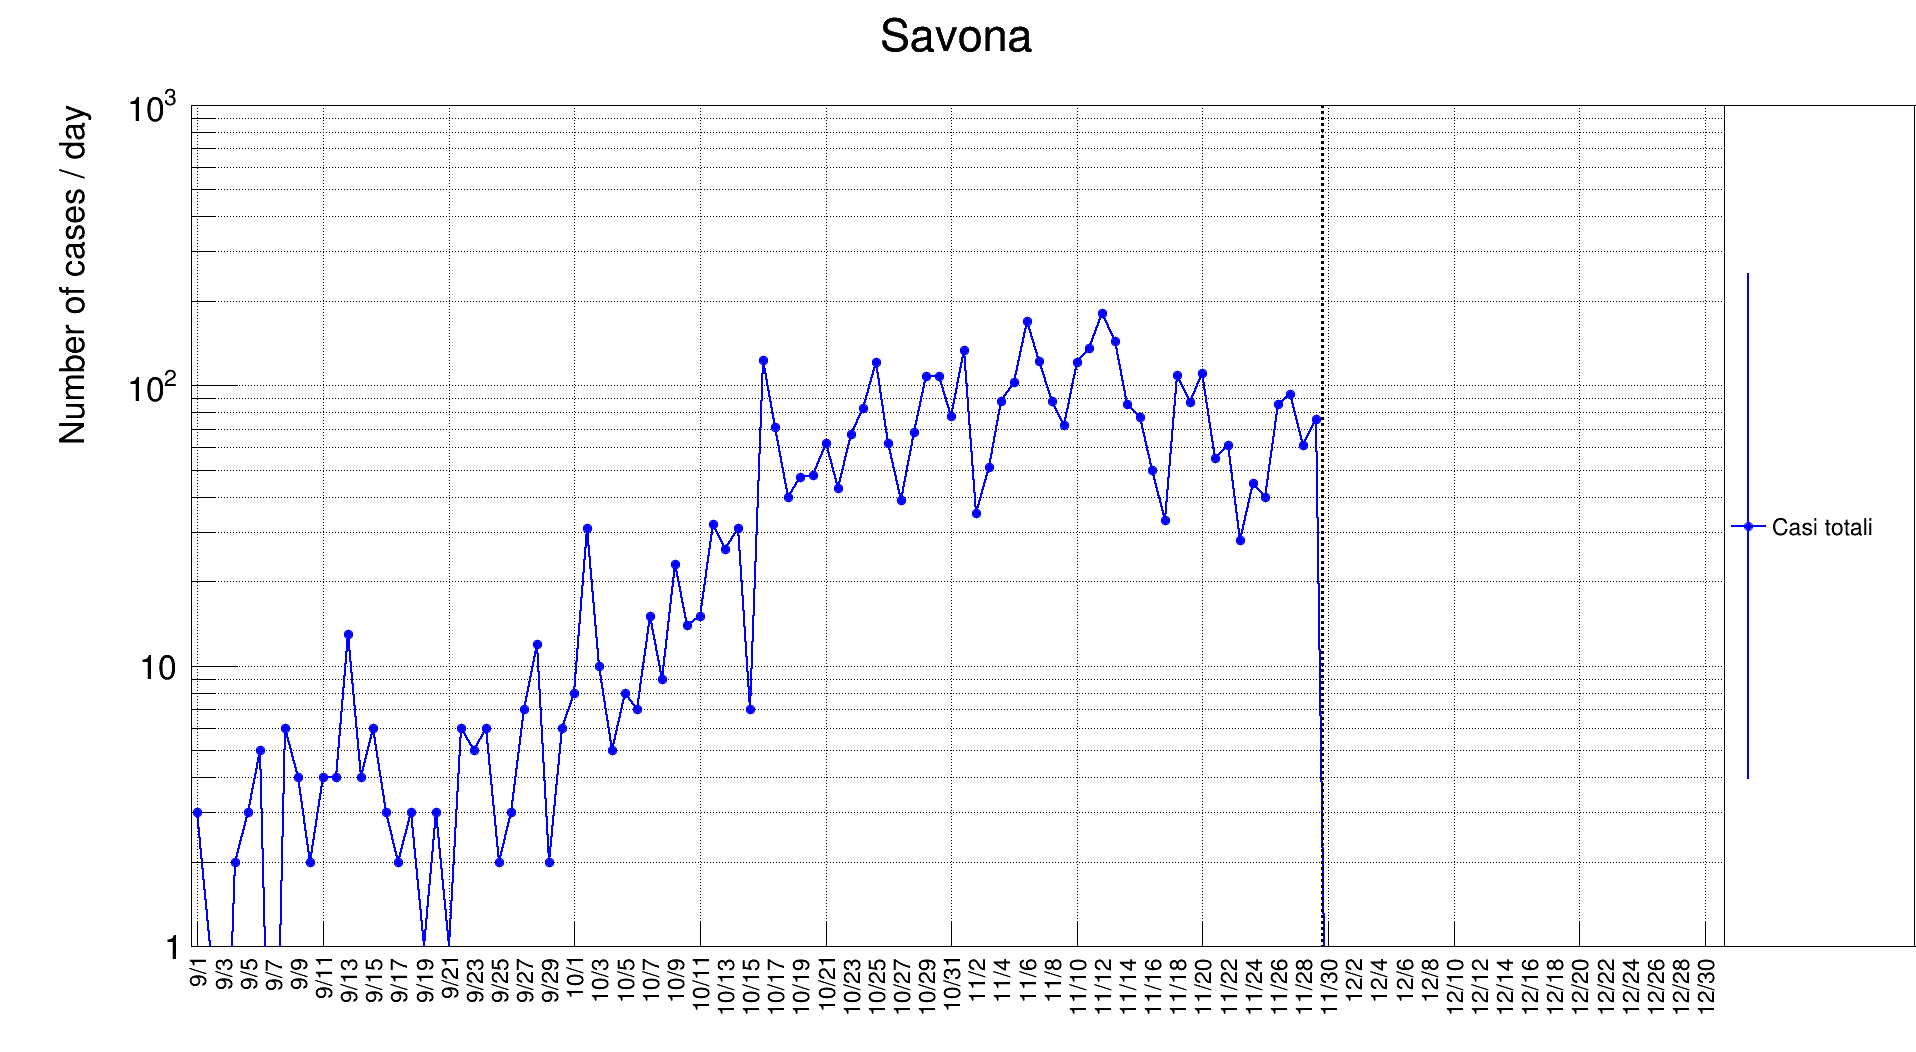 Savona
Number of cases / day
10³
10²
10
1
9/1 9/3 9/5 9/7 9/9 9/11 9/13 9/15 9/17 9/19 9/21 9/23 9/25 9/27 9/29 10/1 10/3 10/5 10/7 10/9 10/11 10/13 10/15 10/17 10/19 10/21 10/23 10/25 10/27 10/29 10/31 11/2 11/4 11/6 11/8 11/10 11/12 11/14 11/16 11/18 11/20 11/22 11/24 11/26 11/28 11/30 12/2 12/4 12/6 12/8 12/10 12/12 12/14 12/16 12/18 12/20 12/22 12/24 12/26 12/28 12/30
Casi totali